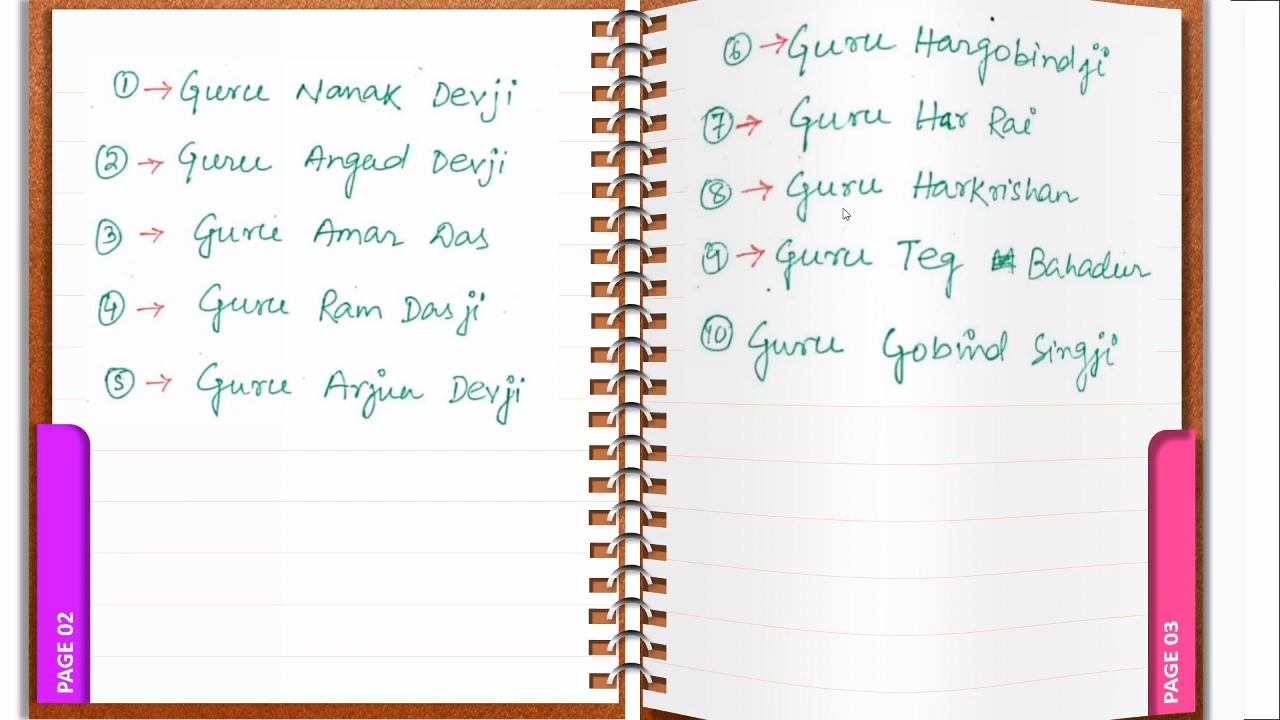 ① → Guru Nanak Devji
② → Guru Angad Devji
③ → Guru Amar Das
④ → Guru Ram Dasji
⑤ → Guru Arjun Devji
PAGE 02
⑥ → Guru Hargobindji
⑦ → Guru Har Rai
⑧ → Guru Harkrishan
⑨ → Guru Teg Bahadur
⑩ Guru Gobind Singji
PAGE 03